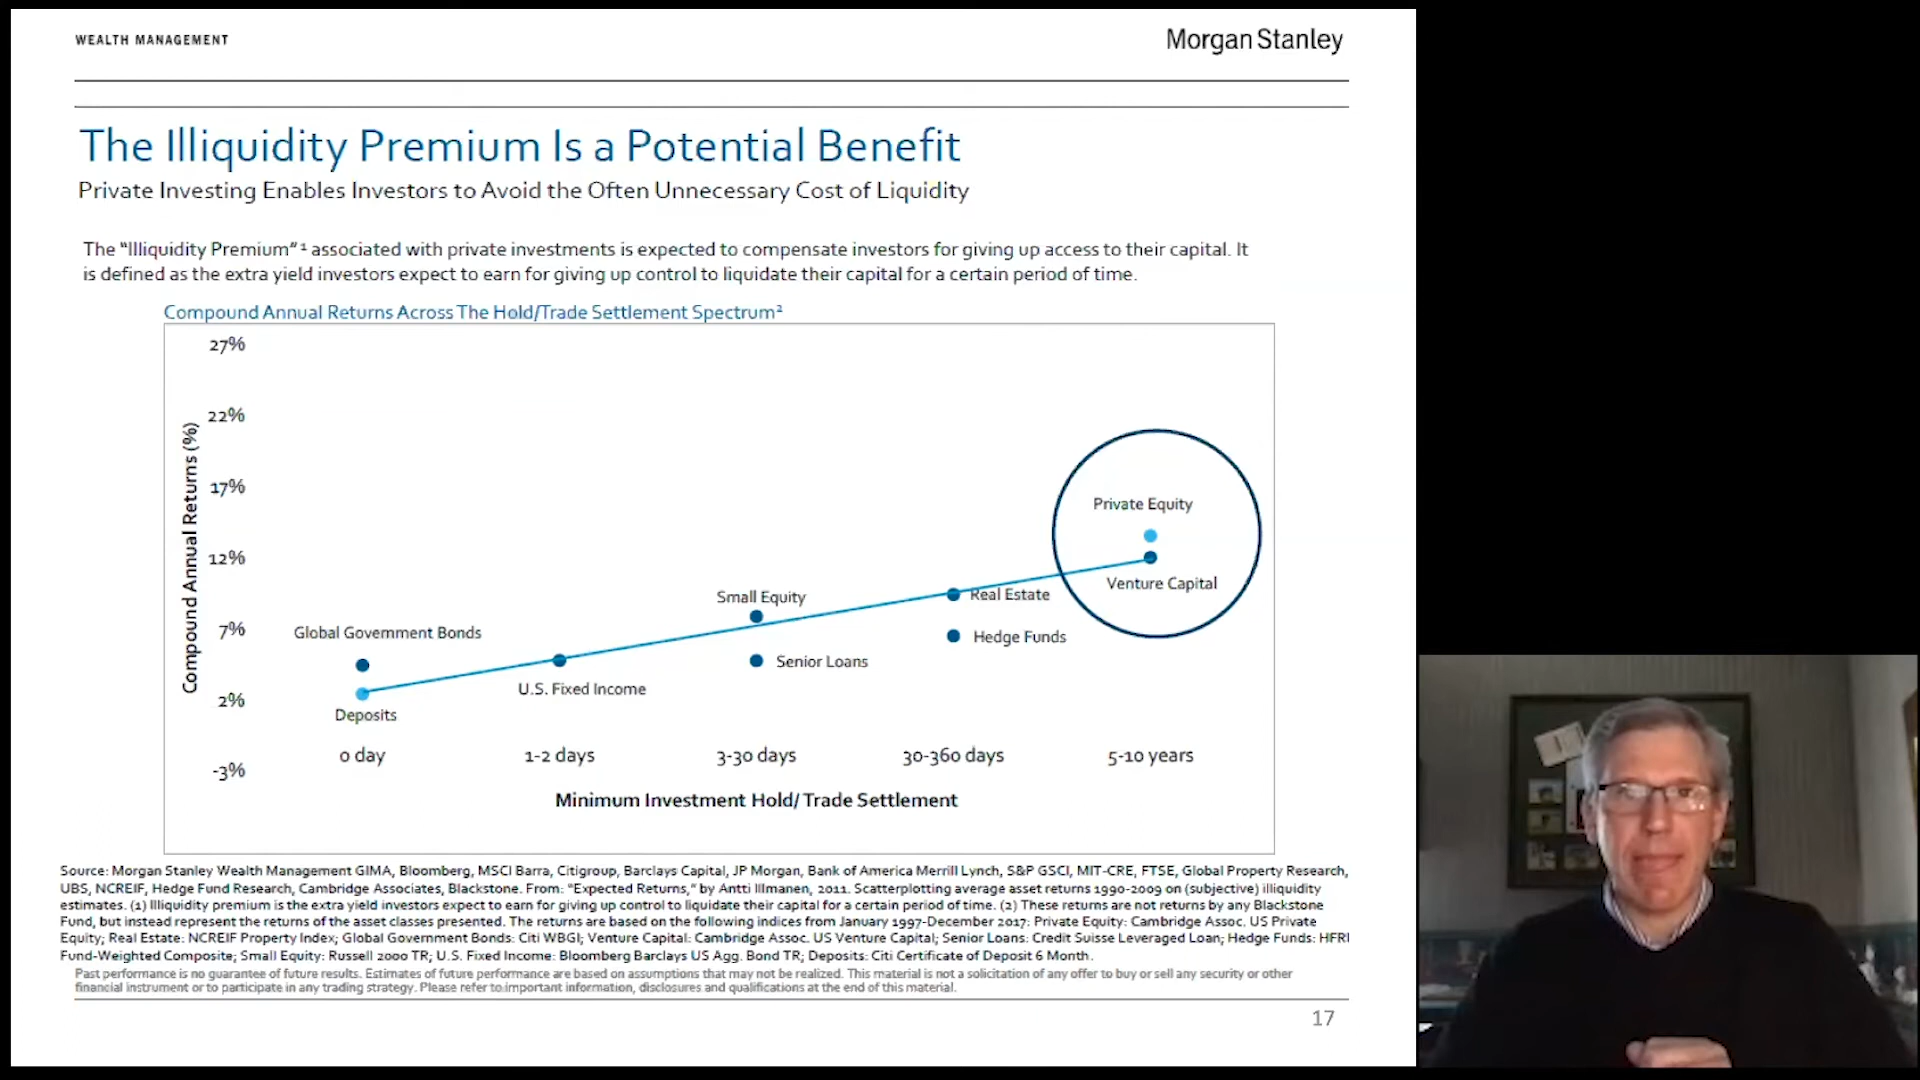 WEALTH MANAGEMENT
Morgan Stanley
The Illiquidity Premium Is a Potential Benefit
Private Investing Enables Investors to Avoid the Often Unnecessary Cost of Liquidity
The "Illiquidity Premium" ¹ associated with private investments is expected to compensate investors for giving up access to their capital. It
is defined as the extra yield investors expect to earn for giving up control to liquidate their capital for a certain period of time.
Compound Annual Returns Across The Hold/Trade Settlement Spectrum²
Compound Annual Returns (%)
27%
22%
17%
12%
7%
2%
-3%
Private Equity
Venture Capital
Small Equity
Real Estate
Global Government Bonds
Hedge Funds
Senior Loans
U.S. Fixed Income
Deposits
0 day
1-2 days
3-30 days
30-360 days
5-10 years
Minimum Investment Hold/ Trade Settlement
Source: Morgan Stanley Wealth Management GIMA, Bloomberg, MSCI Barra, Citigroup, Barclays Capital, JP Morgan, Bank of America Merrill Lynch, S&P GSCI, MIT-CRE, FTSE, Global Property Research,
UBS, NCREIF, Hedge Fund Research, Cambridge Associates, Blackstone. From: "Expected Returns," by Antti Illmanen, 2011. Scatterplotting average asset returns 1990-2009 on (subjective) illiquidity
estimates. (1) Illiquidity premium is the extra yield investors expect to earn for giving up control to liquidate their capital for a certain period of time. (2) These returns are not returns by any Blackstone
Fund, but instead represent the returns of the asset classes presented. The returns are based on the following indices from January 1997-December 2017: Private Equity: Cambridge Assoc. US Private
Equity; Real Estate: NCREIF Property Index; Global Government Bonds: Citi WBGI; Venture Capital: Cambridge Assoc. US Venture Capital; Senior Loans: Credit Suisse Leveraged Loan; Hedge Funds: HFRI
Fund-Weighted Composite; Small Equity: Russell 2000 TR; U.S. Fixed Income: Bloomberg Barclays US Agg. Bond TR; Deposits: Citi Certificate of Deposit 6 Month.
Past performance is no guarantee of future results. Estimates of future performance are based on assumptions that may not be realized. This material is not a solicitation of any offer to buy or sell any security or other
financial instrument or to participate in any trading strategy. Please refer to important information, disclosures and qualifications at the end of this material.
17